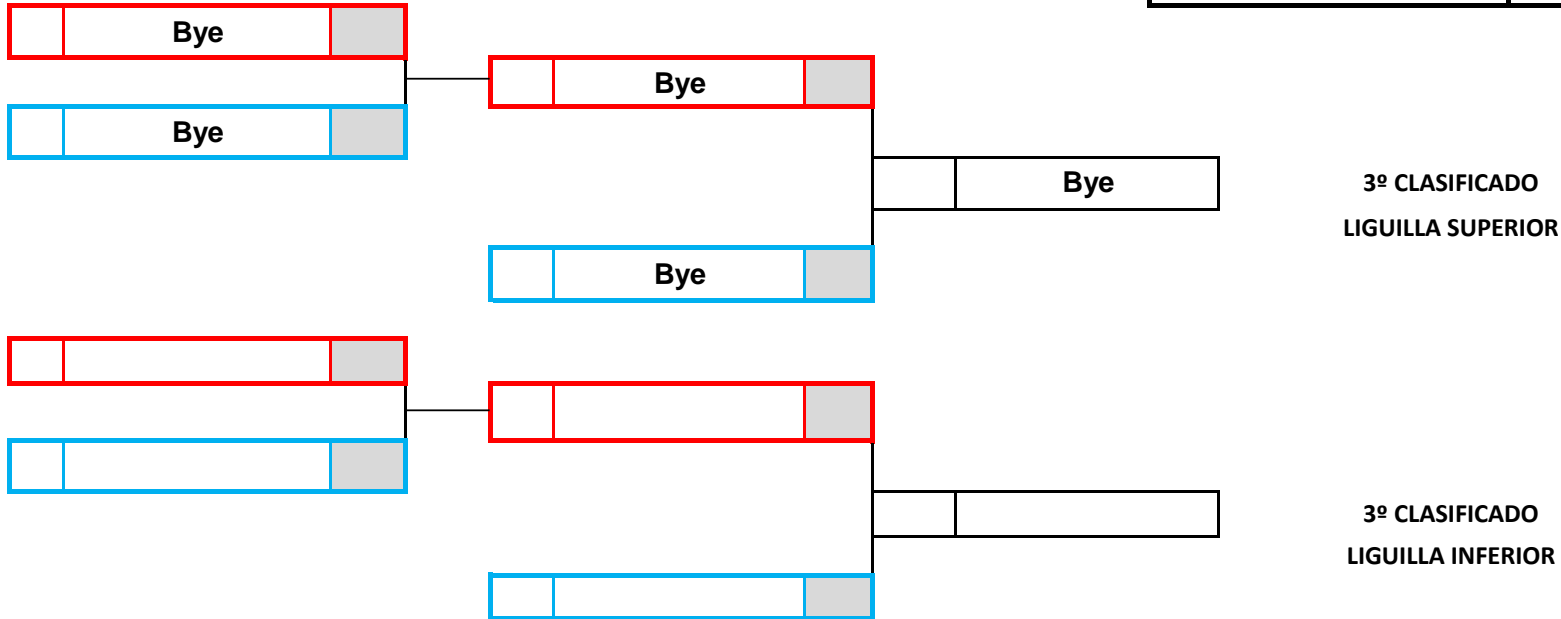 Bye
Bye
Bye
Bye
Bye
3º CLASIFICADO
LIGUILLA SUPERIOR
3º CLASIFICADO
LIGUILLA INFERIOR